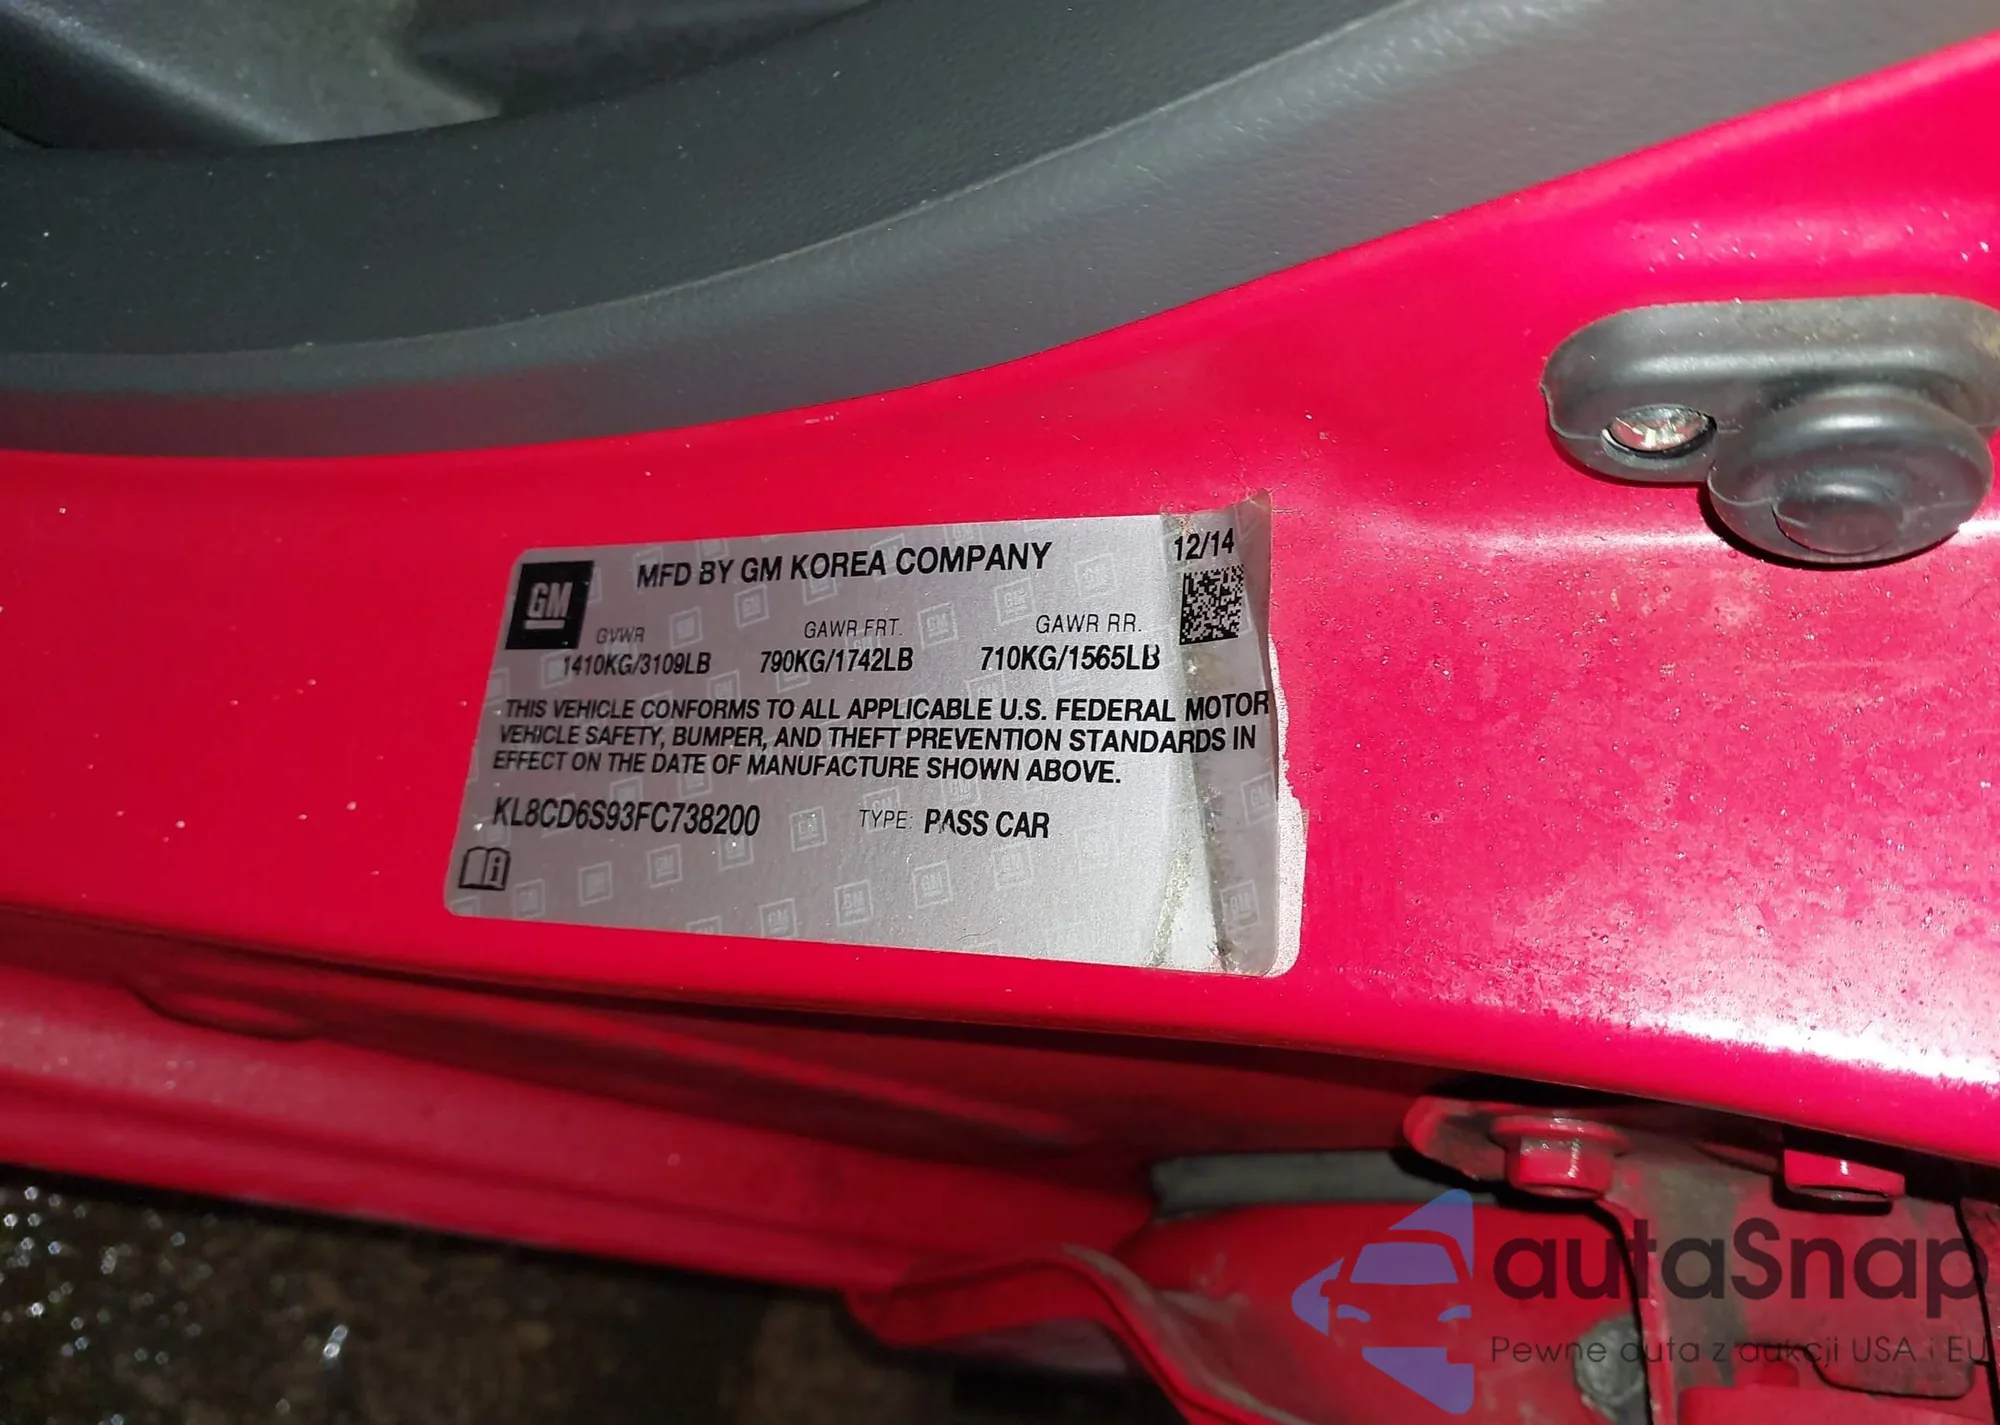 MFD BY GM KOREA COMPANY 12/14
GM
GVWR GAWR FRT. GAWR RR.
1410KG/3109LB 790KG/1742LB 710KG/1565LB
THIS VEHICLE CONFORMS TO ALL APPLICABLE U.S. FEDERAL MOTOR
VEHICLE SAFETY, BUMPER, AND THEFT PREVENTION STANDARDS IN
EFFECT ON THE DATE OF MANUFACTURE SHOWN ABOVE.
KL8CD6S93FC738200 TYPE: PASS CAR
autaSnap
Pewne auta z aukcji USA i EU